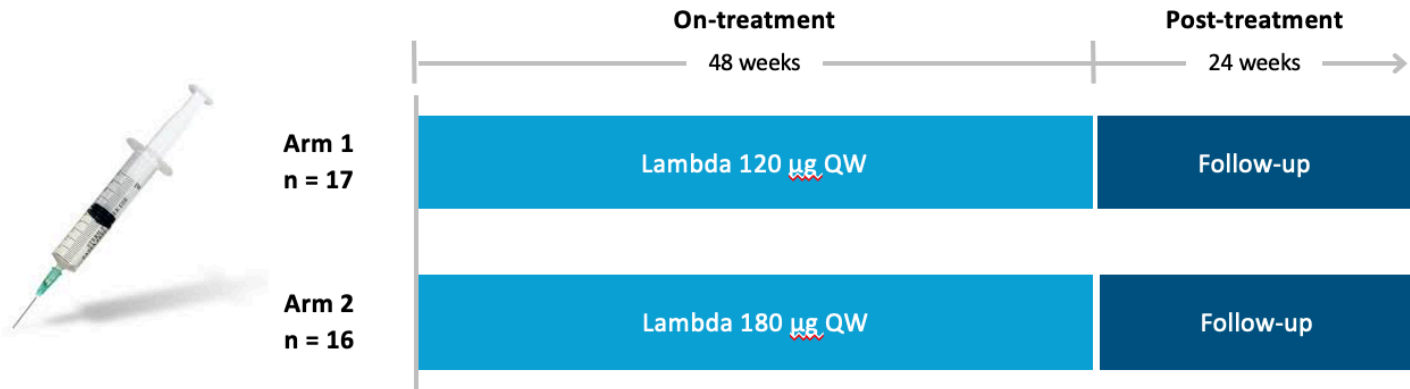 On-treatment
Post-treatment
48 weeks
24 weeks
Arm 1
n = 17
Lambda 120 µg QW
Follow-up
Arm 2
n = 16
Lambda 180 µg QW
Follow-up